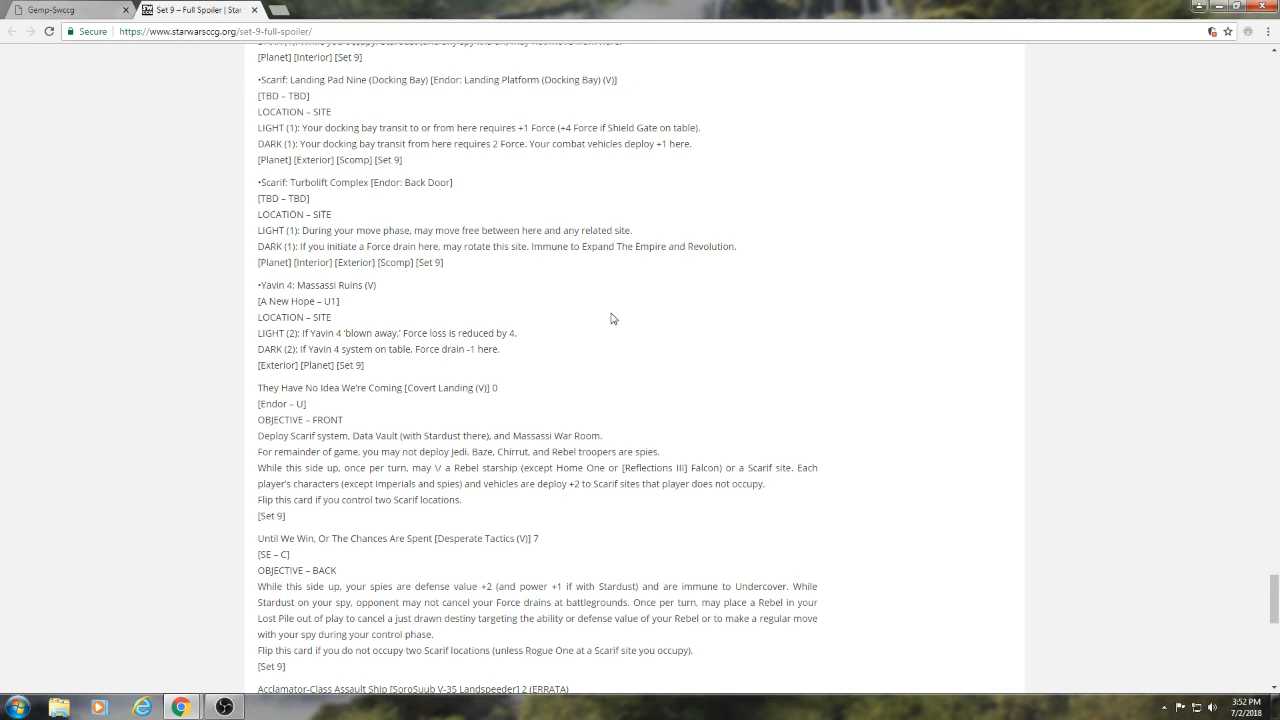 Gemp-Swccg
Set 9 – Full Spoiler | Star
Secure
https://www.starwarsccg.org/set-9-full-spoiler/
[Planet] [Interior] [Set 9]
•Scarif: Landing Pad Nine (Docking Bay) [Endor: Landing Platform (Docking Bay) (V)]
[TBD – TBD]
LOCATION – SITE
LIGHT (1): Your docking bay transit to or from here requires +1 Force (+4 Force if Shield Gate on table).
DARK (1): Your docking bay transit from here requires 2 Force. Your combat vehicles deploy +1 here.
[Planet] [Exterior] [Scomp] [Set 9]
•Scarif: Turbolift Complex [Endor: Back Door]
[TBD – TBD]
LOCATION – SITE
LIGHT (1): During your move phase, may move free between here and any related site.
DARK (1): If you initiate a Force drain here, may rotate this site. Immune to Expand The Empire and Revolution.
[Planet] [Interior] [Exterior] [Scomp] [Set 9]
•Yavin 4: Massassi Ruins (V)
[A New Hope – U1]
LOCATION – SITE
LIGHT (2): If Yavin 4 ‘blown away,’ Force loss is reduced by 4.
DARK (2): If Yavin 4 system on table, Force drain -1 here.
[Exterior] [Planet] [Set 9]
They Have No Idea We’re Coming [Covert Landing (V)] 0
[Endor – U]
OBJECTIVE – FRONT
Deploy Scarif system, Data Vault (with Stardust there), and Massassi War Room.
For remainder of game, you may not deploy Jedi. Baze, Chirrut, and Rebel troopers are spies.
While this side up, once per turn, may \/ a Rebel starship (except Home One or [Reflections III] Falcon) or a Scarif site. Each
player’s characters (except Imperials and spies) and vehicles are deploy +2 to Scarif sites that player does not occupy.
Flip this card if you control two Scarif locations.
[Set 9]
Until We Win, Or The Chances Are Spent [Desperate Tactics (V)] 7
[SE – C]
OBJECTIVE – BACK
While this side up, your spies are defense value +2 (and power +1 if with Stardust) and are immune to Undercover. While
Stardust on your spy, opponent may not cancel your Force drains at battlegrounds. Once per turn, may place a Rebel in your
Lost Pile out of play to cancel a just drawn destiny targeting the ability or defense value of your Rebel or to make a regular move
with your spy during your control phase.
Flip this card if you do not occupy two Scarif locations (unless Rogue One at a Scarif site you occupy).
[Set 9]
Acclamator-Class Assault Ship [SoroSuub V-35 Landspeeder] 2 (ERRATA)
3:52 PM
7/2/2018